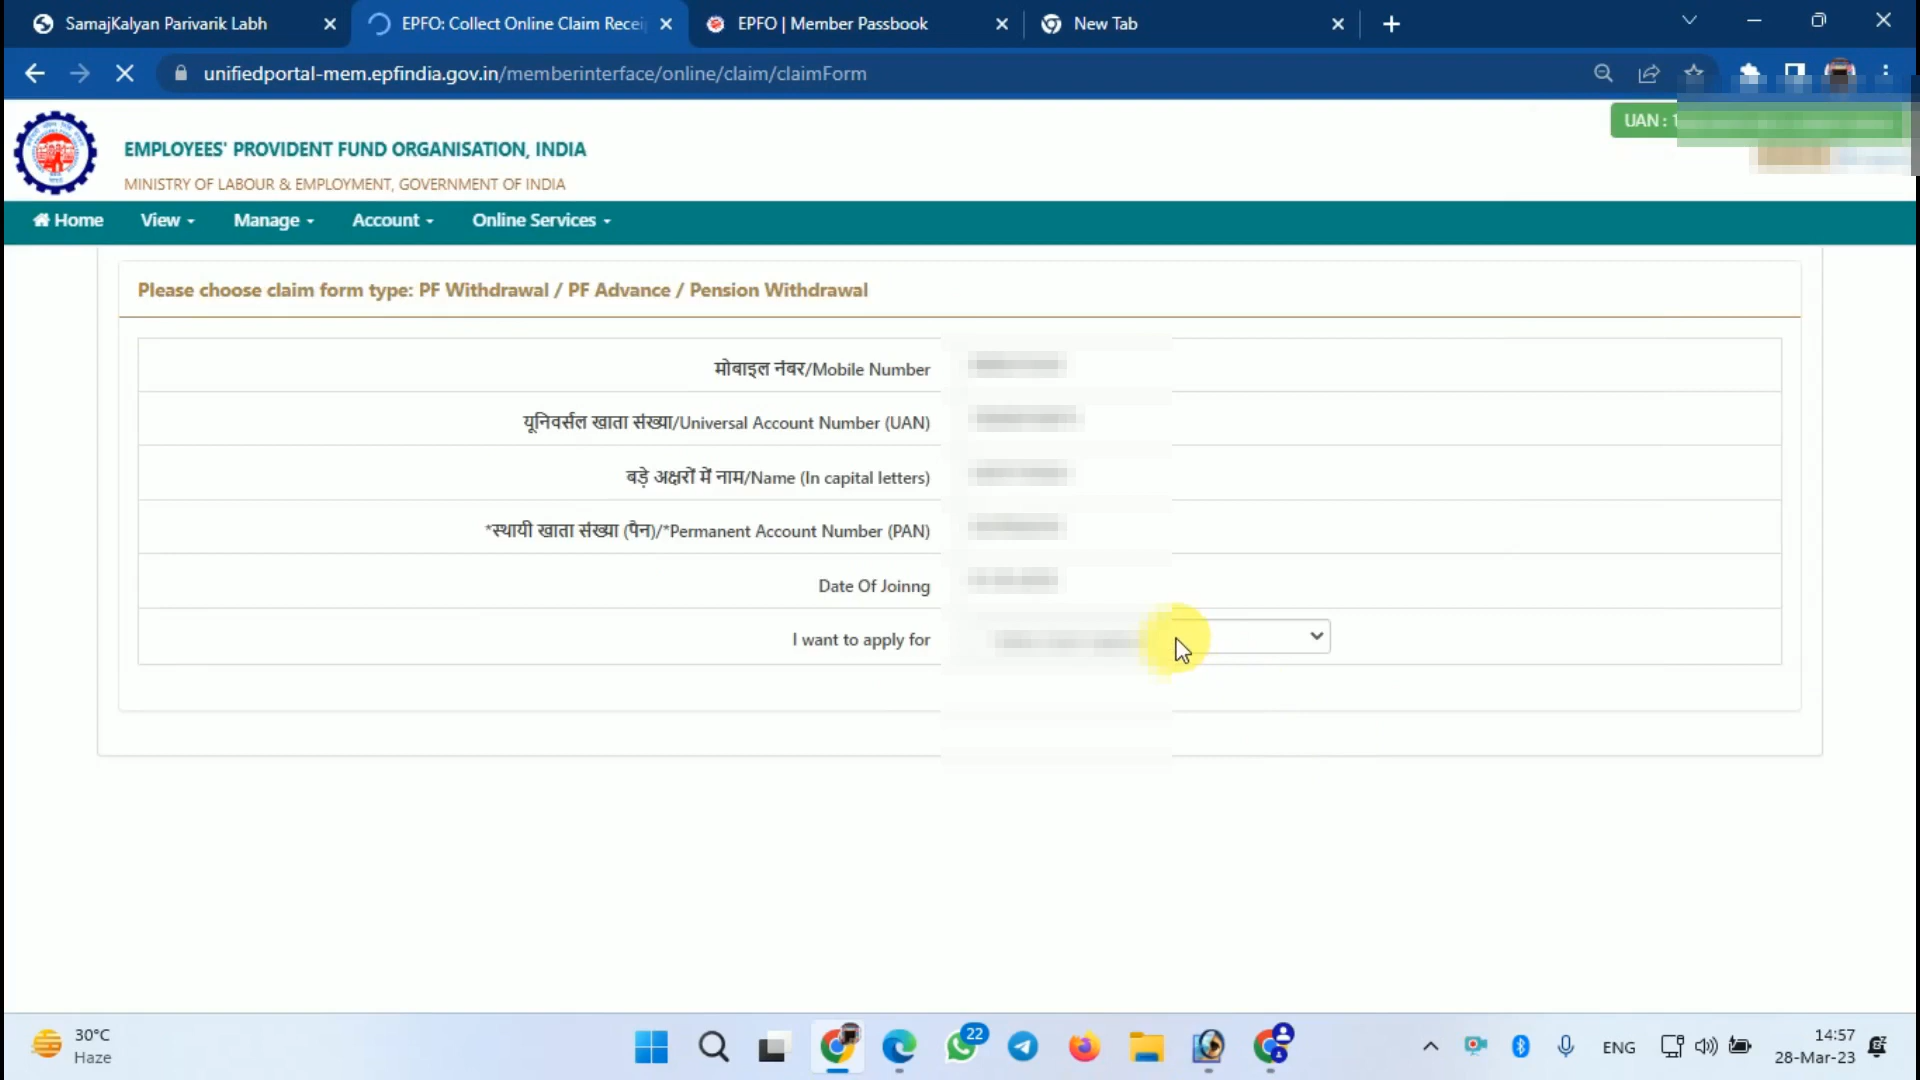 SamajKalyan Parivarik Labh
EPFO: Collect Online Claim Recei
EPFO | Member Passbook
New Tab
unifiedportal-mem.epfindia.gov.in/memberinterface/online/claim/claimForm
UAN : 1
EMPLOYEES' PROVIDENT FUND ORGANISATION, INDIA
MINISTRY OF LABOUR & EMPLOYMENT, GOVERNMENT OF INDIA
Home View Manage Account Online Services
Please choose claim form type: PF Withdrawal / PF Advance / Pension Withdrawal
मोबाइल नंबर/Mobile Number
यूनिवर्सल खाता संख्या/Universal Account Number (UAN)
बड़े अक्षरों में नाम/Name (In capital letters)
*स्थायी खाता संख्या (पैन)/*Permanent Account Number (PAN)
Date Of Joinng
I want to apply for
30°C
Haze
22
ENG
14:57
28-Mar-23